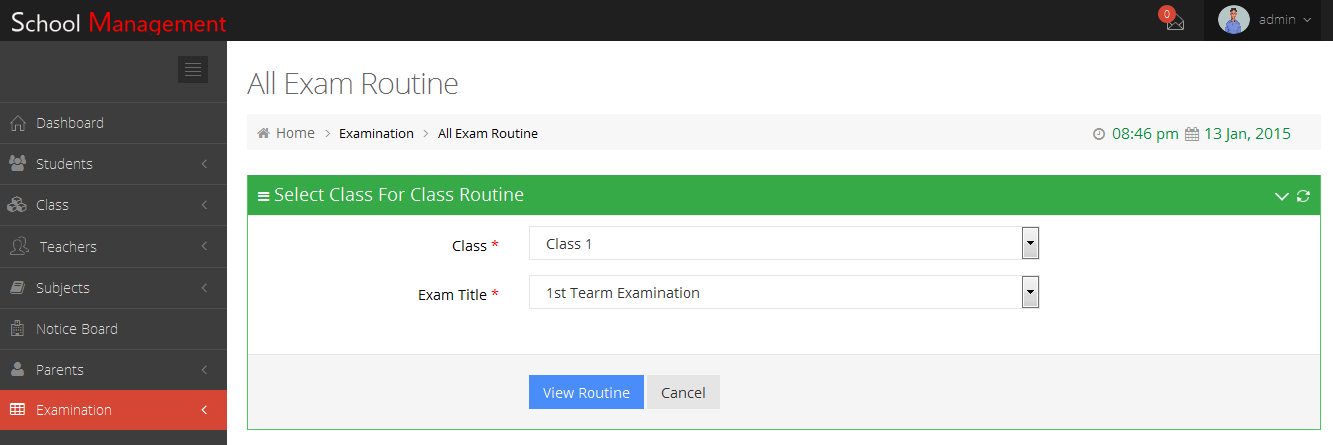 School Management
0
admin
All Exam Routine
Home
Examination
All Exam Routine
08:46 pm
13 Jan, 2015
Dashboard
Students
Class
Teachers
Subjects
Notice Board
Parents
Examination
Select Class For Class Routine
Class *
Class 1
Exam Title *
1st Tearm Examination
View Routine
Cancel